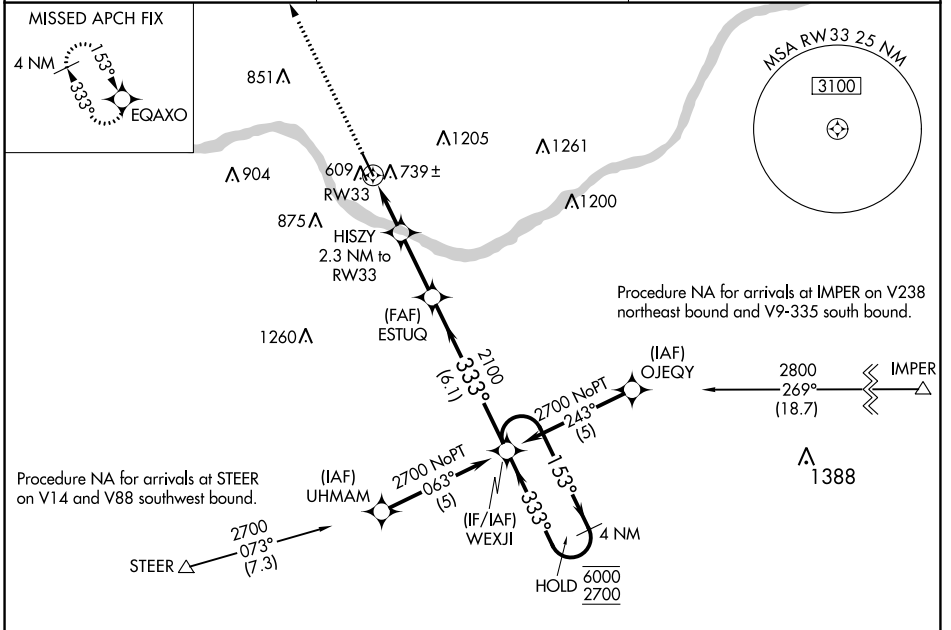 MISSED APCH FIX
4 NM
153°
333°
EQAXO
MSA RW33 25 NM
3100
851
1205
1261
904
609
739±
RW33
1200
875
HISZY
2.3 NM to
RW33
Procedure NA for arrivals at IMPER on V238
northeast bound and V9-335 south bound.
(FAF)
ESTUQ
1260
2100
333°
(6.1)
(IAF)
OJEQY
2800
269°
(18.7)
IMPER
2700 NoPT
243°
(5)
1388
Procedure NA for arrivals at STEER
on V14 and V88 southwest bound.
(IAF)
UHMAM
2700 NoPT
063°
(5)
(IF/IAF)
WEXJI
153°
333°
4 NM
2700
073°
(7.3)
STEER
HOLD
6000
2700